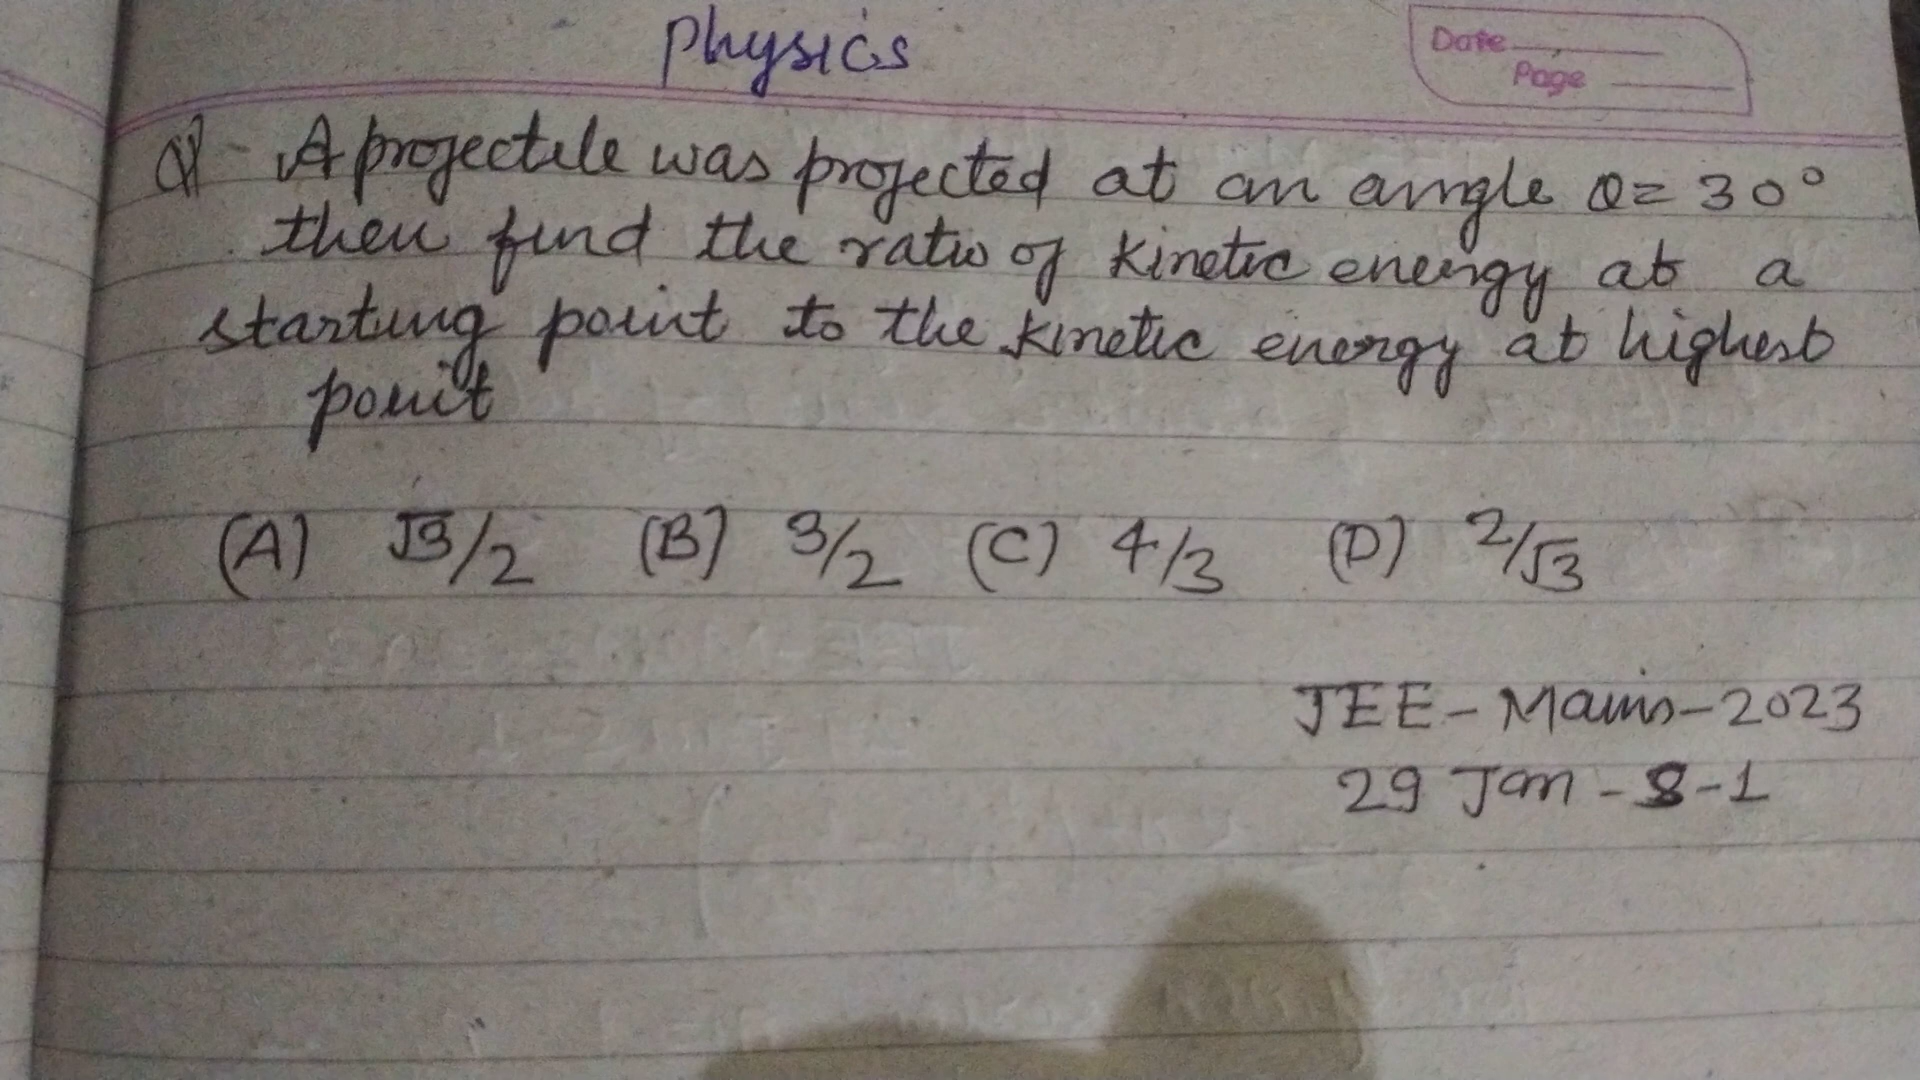 Physics
Date
Page
Q1 - A projectile was projected at an angle θ = 30°
then find the ratio of kinetic energy at a
starting point to the kinetic energy at highest
point
(A) √3/2 (B) 3/2 (C) 4/3 (D) 2/√3
JEE - Mains - 2023
29 Jan - S - 1